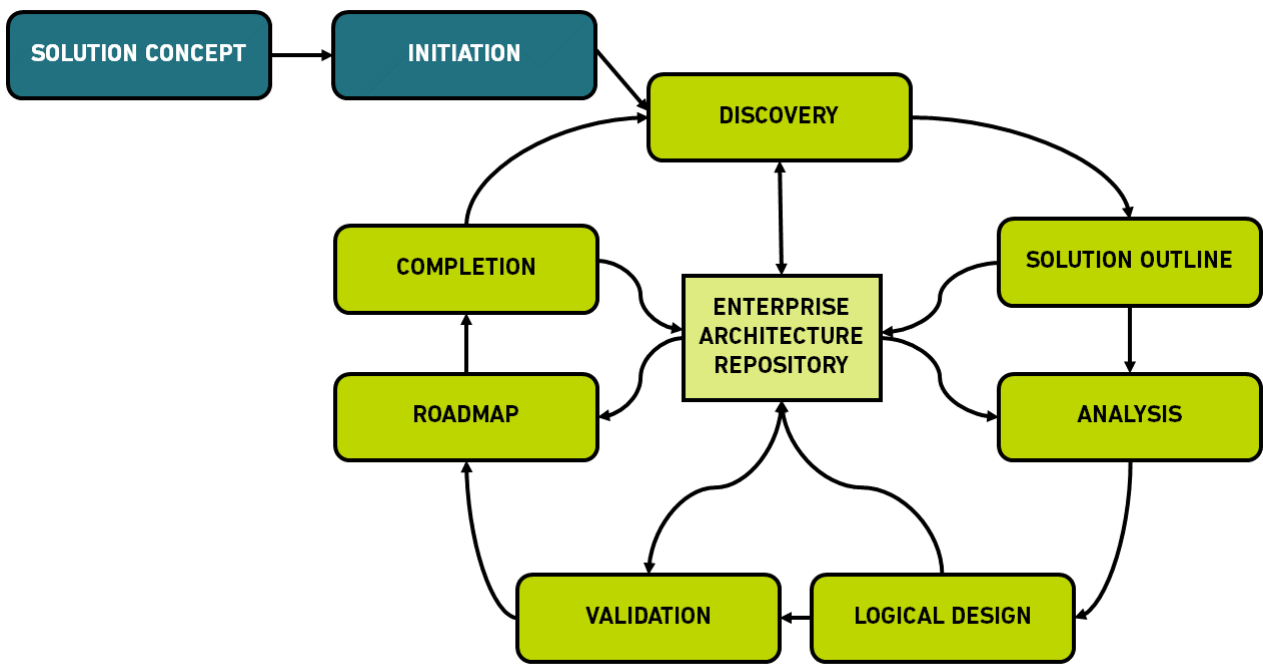 SOLUTION CONCEPT
INITIATION
DISCOVERY
COMPLETION
SOLUTION OUTLINE
ENTERPRISE
ARCHITECTURE
REPOSITORY
ROADMAP
ANALYSIS
VALIDATION
LOGICAL DESIGN